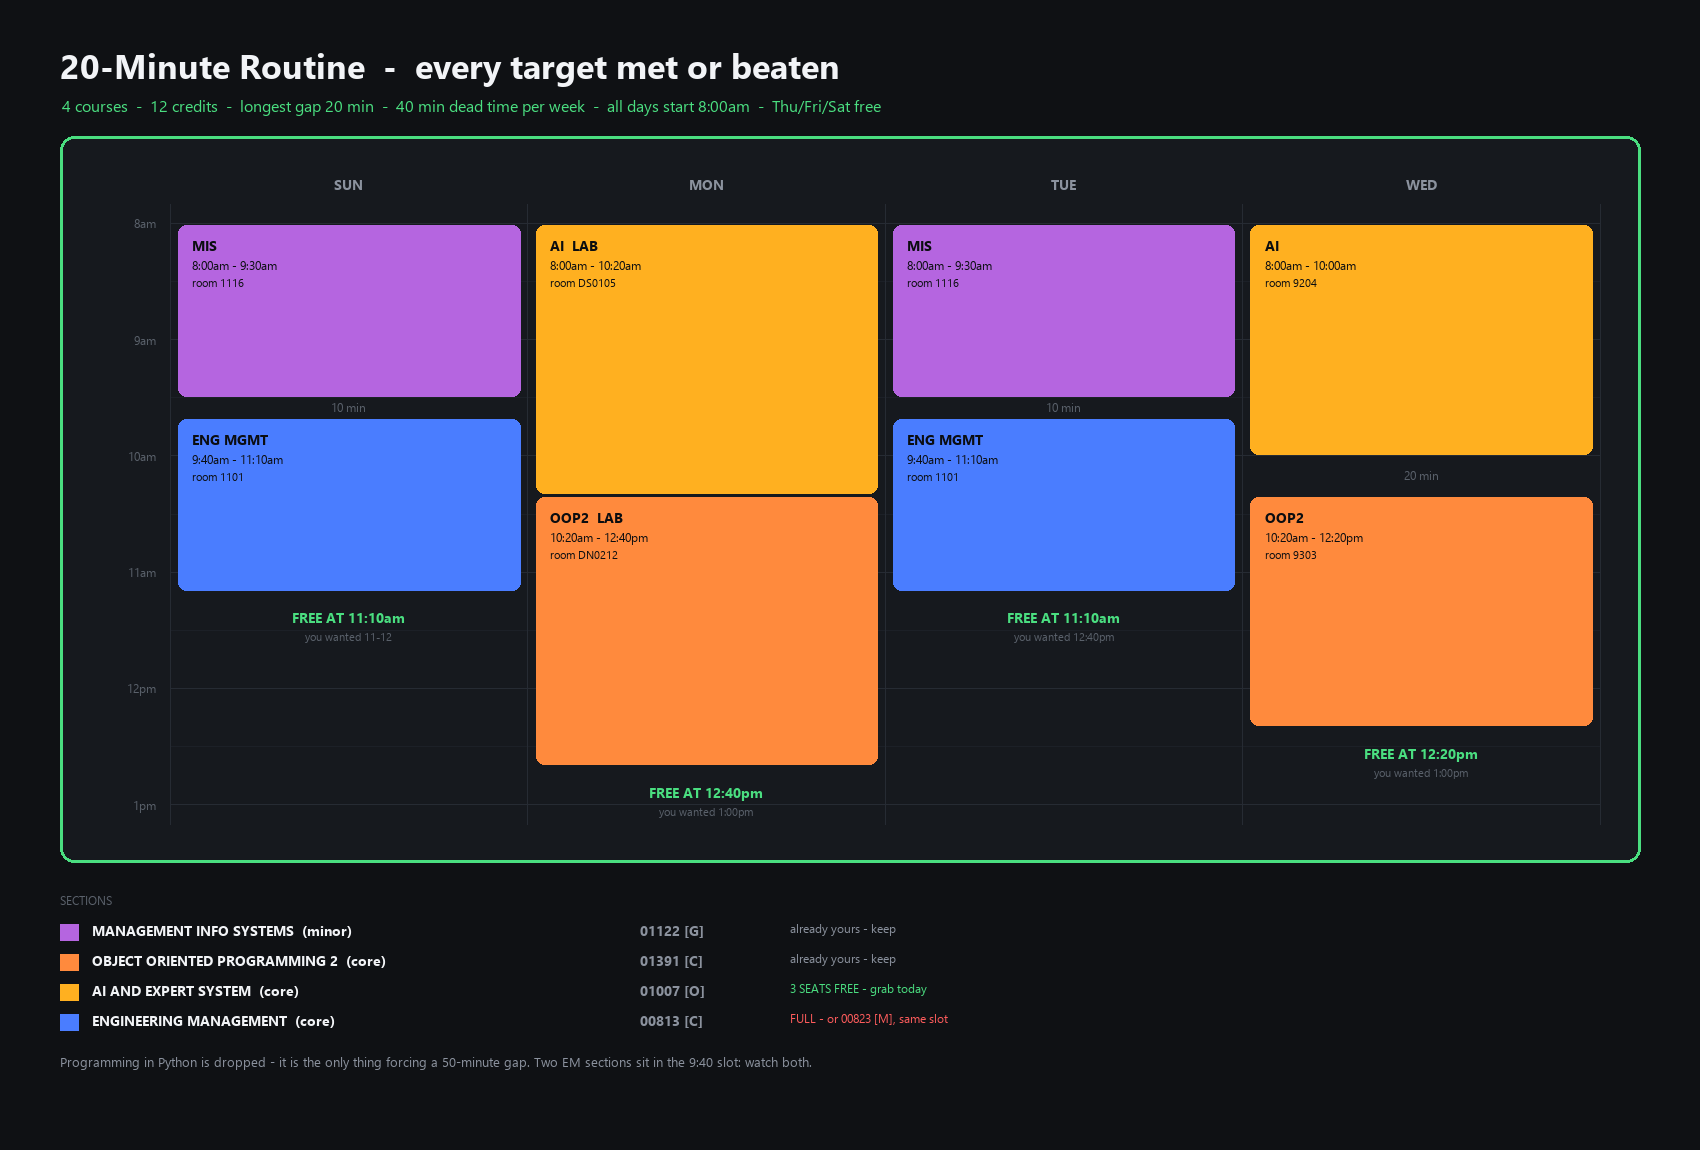 20-Minute Routine - every target met or beaten
4 courses - 12 credits - longest gap 20 min - 40 min dead time per week - all days start 8:00am - Thu/Fri/Sat free
SUN
MON
TUE
WED
8am
9am
10am
11am
12pm
1pm
MIS
8:00am - 9:30am
room 1116
10 min
ENG MGMT
9:40am - 11:10am
room 1101
FREE AT 11:10am
you wanted 11-12
AI LAB
8:00am - 10:20am
room DS0105
OOP2 LAB
10:20am - 12:40pm
room DN0212
FREE AT 12:40pm
you wanted 1:00pm
MIS
8:00am - 9:30am
room 1116
10 min
ENG MGMT
9:40am - 11:10am
room 1101
FREE AT 11:10am
you wanted 12:40pm
AI
8:00am - 10:00am
room 9204
20 min
OOP2
10:20am - 12:20pm
room 9303
FREE AT 12:20pm
you wanted 1:00pm
SECTIONS
MANAGEMENT INFO SYSTEMS (minor) 01122 [G] already yours - keep
OBJECT ORIENTED PROGRAMMING 2 (core) 01391 [C] already yours - keep
AI AND EXPERT SYSTEM (core) 01007 [O] 3 SEATS FREE - grab today
ENGINEERING MANAGEMENT (core) 00813 [C] FULL - or 00823 [M], same slot
Programming in Python is dropped - it is the only thing forcing a 50-minute gap. Two EM sections sit in the 9:40 slot: watch both.